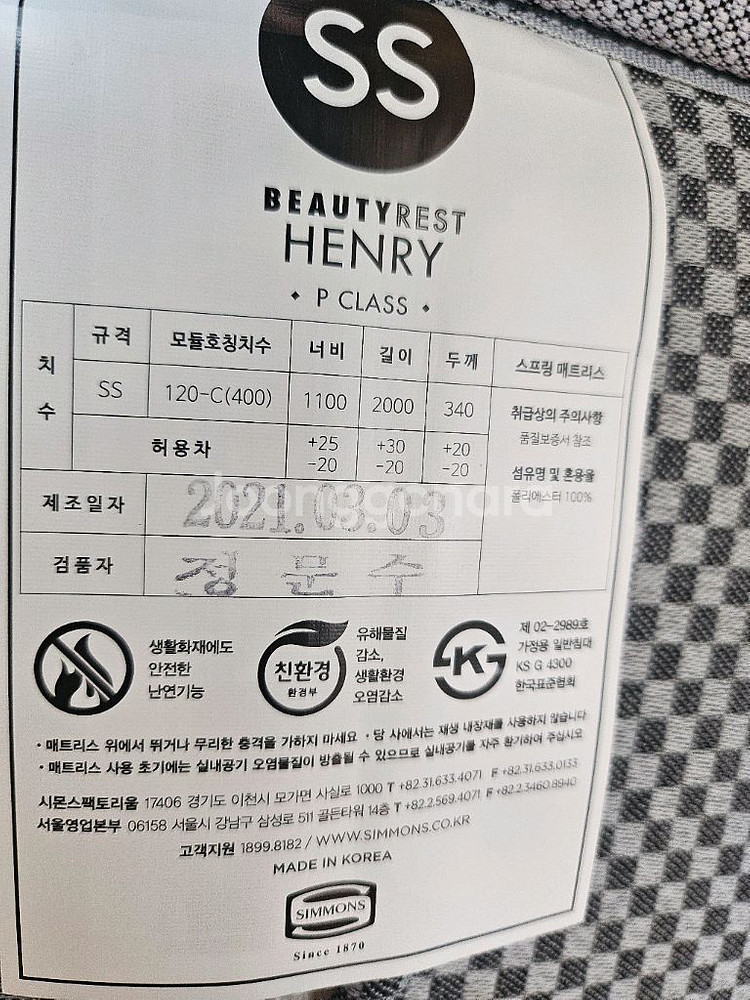 SS
BEAUTYREST
HENRY
• P CLASS •
치수
규격 모듈호칭치수 너비 길이 두께 스프링 매트리스
SS 120-C(400) 1100 2000 340 취급상의 주의사항
품질보증서 참조
허용차 +25 -20 +30 -20 +20 -20 섬유명 및 혼용율
폴리에스터 100%
제조일자 2021.03.03
검품자 정문수
생활화재에도
안전한
난연기능
친환경
환경부
유해물질
감소,
생활환경
오염감소
K
제 02-2989호
가정용 일반침대
KS G 4300
한국표준협회
• 매트리스 위에서 뛰거나 무리한 충격을 가하지 마세요 • 당 사에서는 재생 내장재를 사용하지 않습니다
• 매트리스 사용 초기에는 실내공기 오염물질이 방출될 수 있으므로 실내공기를 자주 환기하여 주십시오
시몬스팩토리움 17406 경기도 이천시 모가면 사실로 1000 T +82.31.633.4071 F +82.31.633.0133
서울영업본부 06158 서울시 강남구 삼성로 511 골든타워 14층 T +82.2.569.4071 F +82.2.3460.8940
고객지원 1899.8182 / WWW.SIMMONS.CO.KR
MADE IN KOREA
SIMMONS
Since 1870